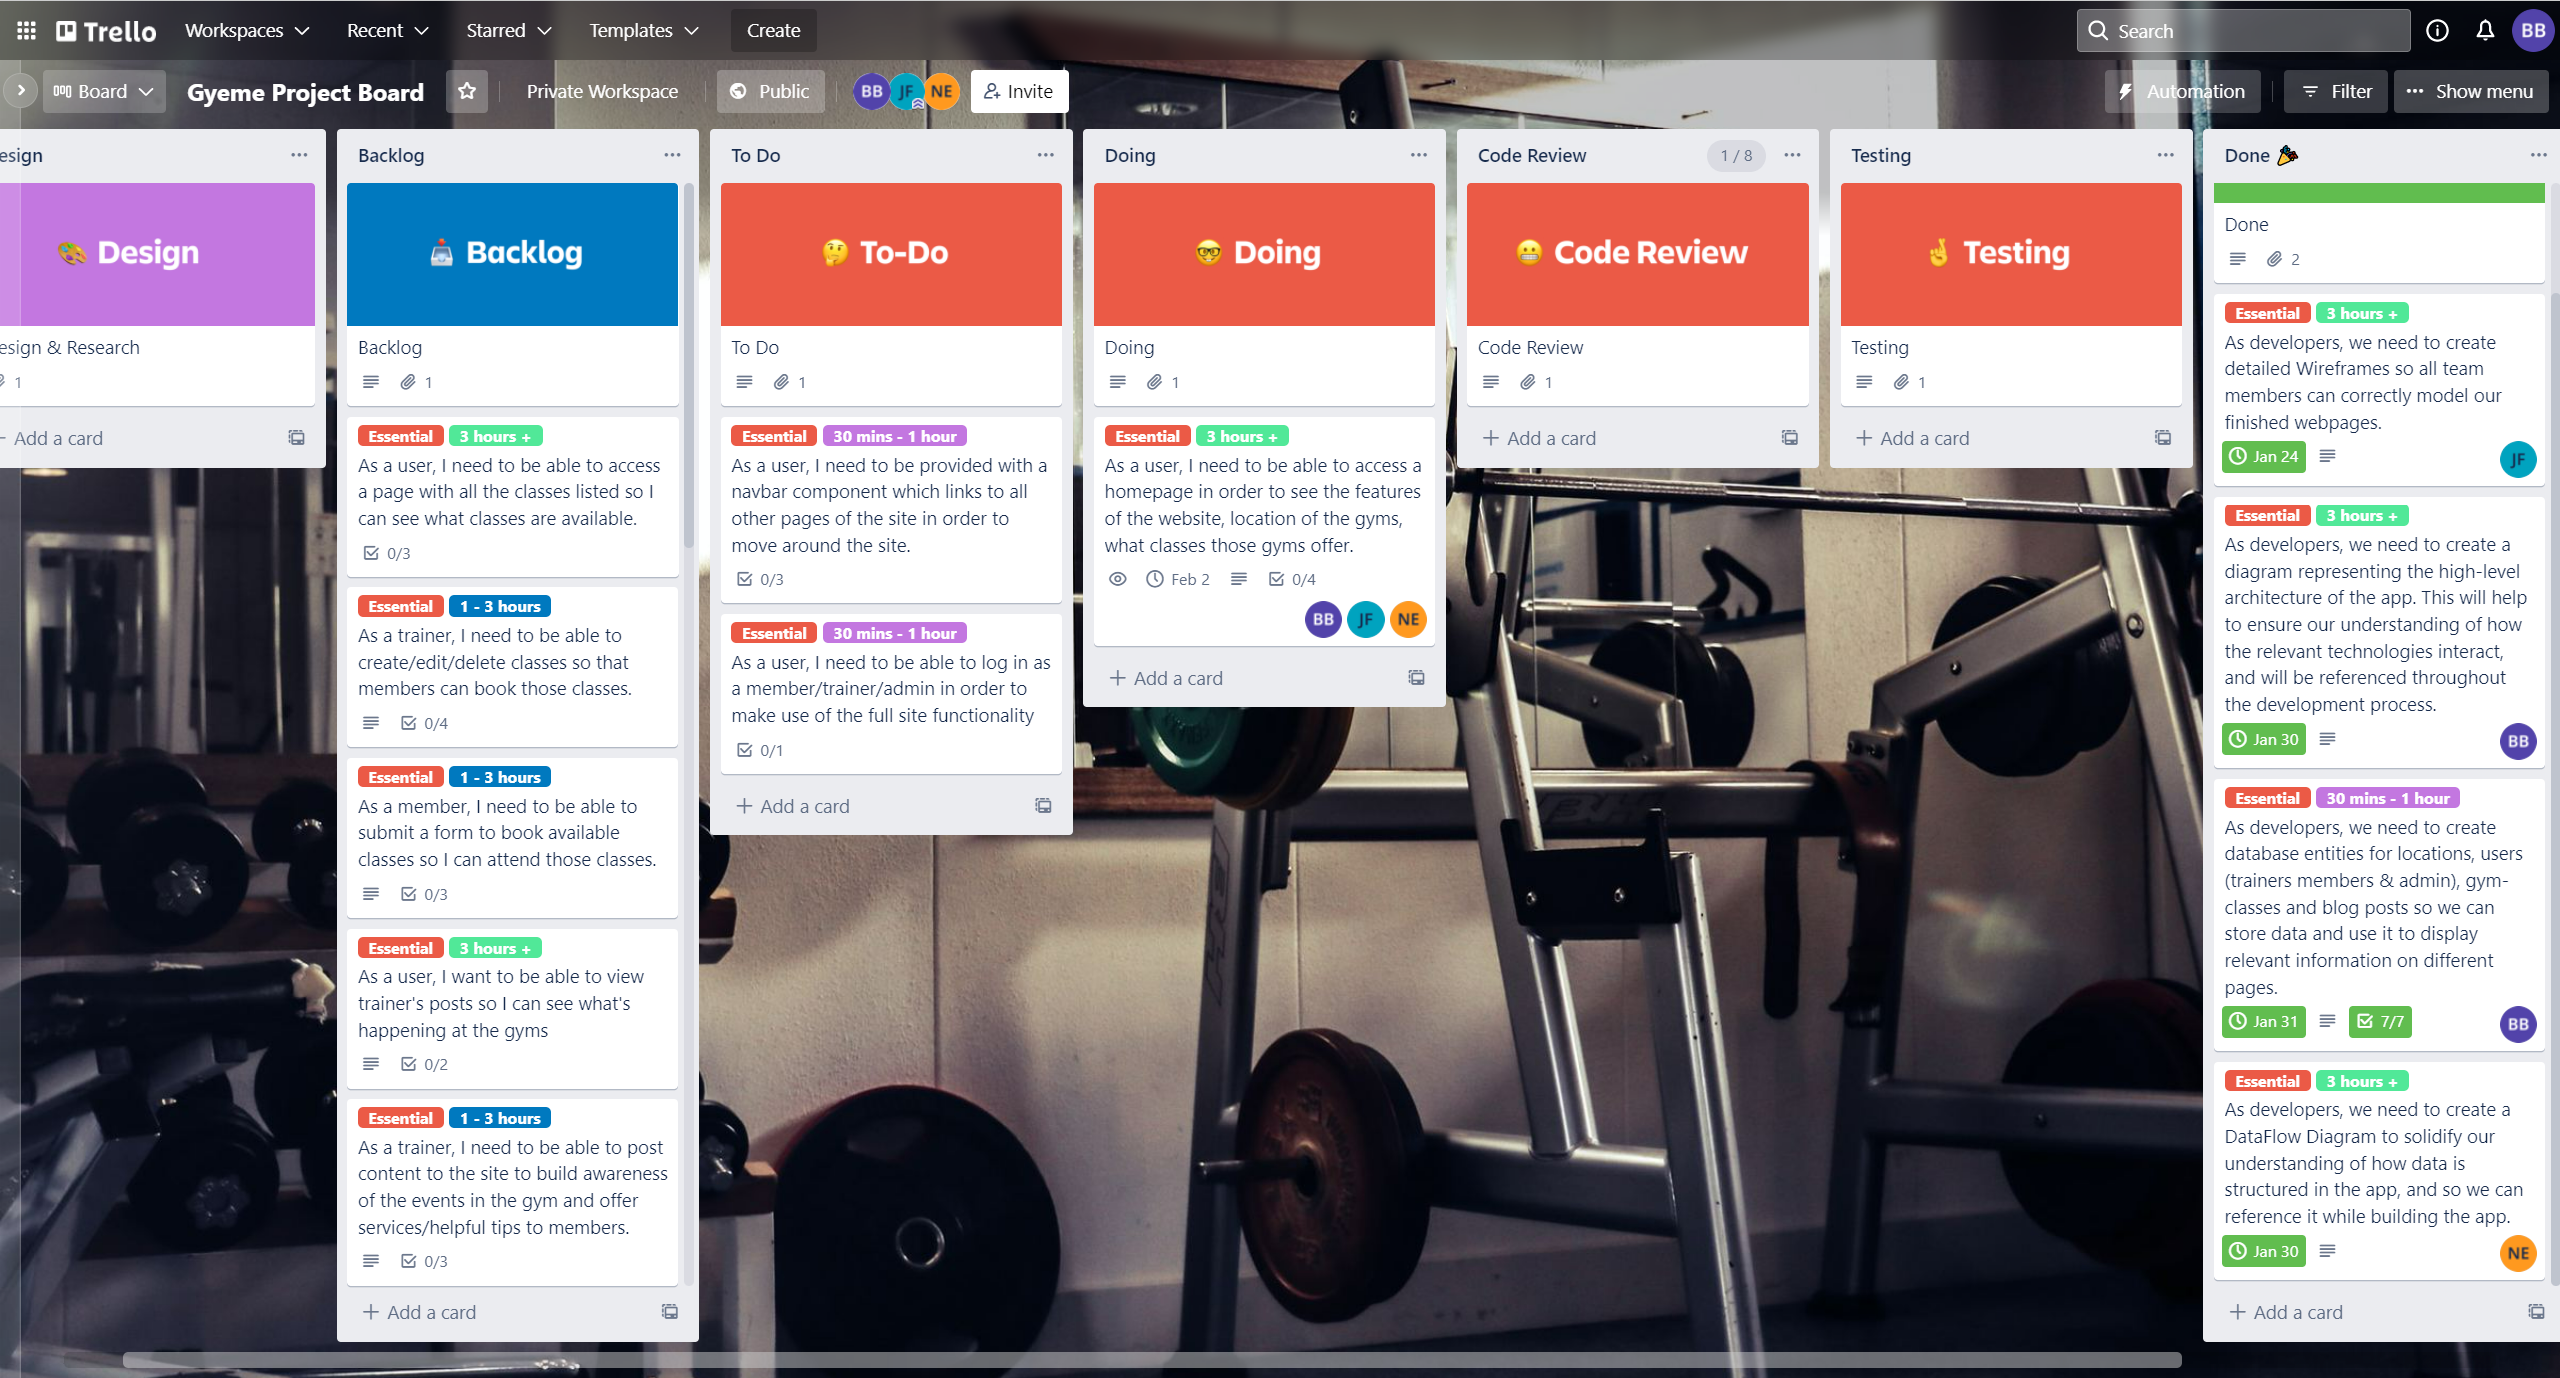 Trello
Workspaces
Recent
Starred
Templates
Create
Search
BB
Board
Gyeme Project Board
Private Workspace
Public
BB
JF
NE
Invite
Automation
Filter
Show menu
esign
Design
esign & Research
1
Add a card
Backlog
Backlog
Backlog
1
Essential
3 hours +
As a user, I need to be able to access
a page with all the classes listed so I
can see what classes are available.
0/3
Essential
1 - 3 hours
As a trainer, I need to be able to
create/edit/delete classes so that
members can book those classes.
0/4
Essential
1 - 3 hours
As a member, I need to be able to
submit a form to book available
classes so I can attend those classes.
0/3
Essential
3 hours +
As a user, I want to be able to view
trainer's posts so I can see what's
happening at the gyms
0/2
Essential
1 - 3 hours
As a trainer, I need to be able to post
content to the site to build awareness
of the events in the gym and offer
services/helpful tips to members.
0/3
Add a card
To Do
To-Do
To Do
1
Essential
30 mins - 1 hour
As a user, I need to be provided with a
navbar component which links to all
other pages of the site in order to
move around the site.
0/3
Essential
30 mins - 1 hour
As a user, I need to be able to log in as
a member/trainer/admin in order to
make use of the full site functionality
0/1
Add a card
Doing
Doing
Doing
1
Essential
3 hours +
As a user, I need to be able to access a
homepage in order to see the features
of the website, location of the gyms,
what classes those gyms offer.
Feb 2
0/4
BB
JF
NE
Add a card
Code Review
1 / 8
Code Review
Code Review
1
Add a card
Testing
Testing
Testing
1
Add a card
Done
Done
2
Essential
3 hours +
As developers, we need to create
detailed Wireframes so all team
members can correctly model our
finished webpages.
Jan 24
JF
Essential
3 hours +
As developers, we need to create a
diagram representing the high-level
architecture of the app. This will help
to ensure our understanding of how
the relevant technologies interact,
and will be referenced throughout
the development process.
Jan 30
BB
Essential
30 mins - 1 hour
As developers, we need to create
database entities for locations, users
(trainers members & admin), gym-
classes and blog posts so we can
store data and use it to display
relevant information on different
pages.
Jan 31
7/7
BB
Essential
3 hours +
As developers, we need to create a
DataFlow Diagram to solidify our
understanding of how data is
structured in the app, and so we can
reference it while building the app.
Jan 30
NE
Add a card